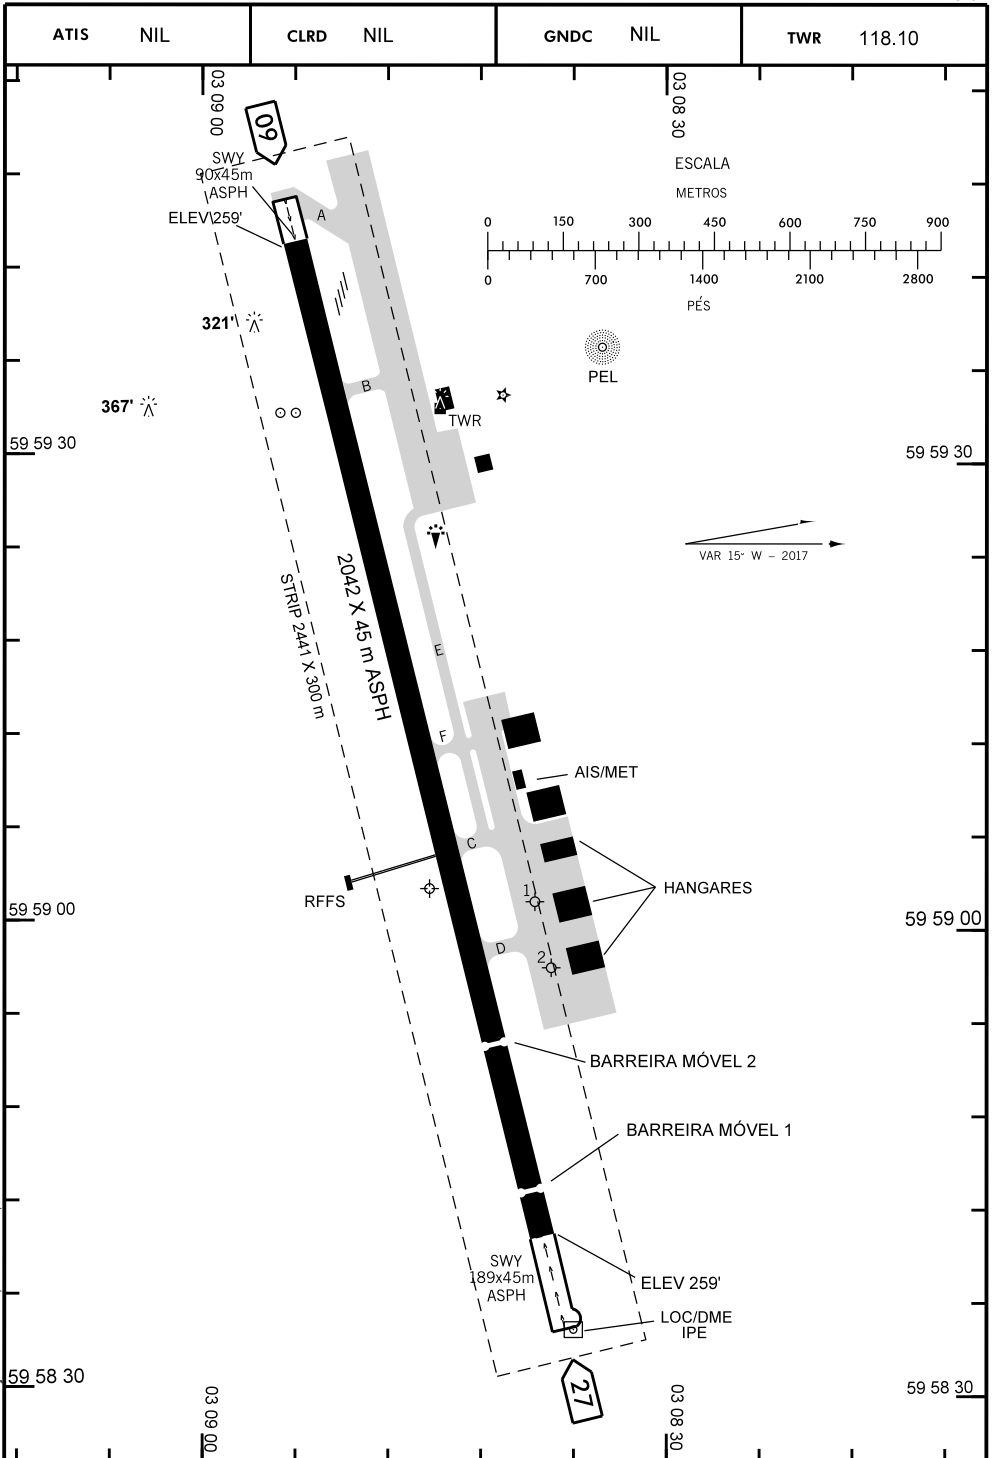 ATIS NIL
CLRD NIL
GNDC NIL
TWR 118.10
03 09 00
03 08 30
09
SWY
90x45m
ASPH
ELEV 259'
A
ESCALA
METROS
0 150 300 450 600 750 900
0 700 1400 2100 2800
PÉS
321'
PEL
B
367'
TWR
59 59 30
59 59 30
VAR 15° W - 2017
2042 X 45 m ASPH
STRIP 2441 X 300 m
E
F
AIS/MET
C
RFFS
1
HANGARES
59 59 00
59 59 00
D
2
BARREIRA MÓVEL 2
BARREIRA MÓVEL 1
SWY
189x45m
ASPH
ELEV 259'
LOC/DME
IPE
59 58 30
59 58 30
27
03 09 00
03 08 30